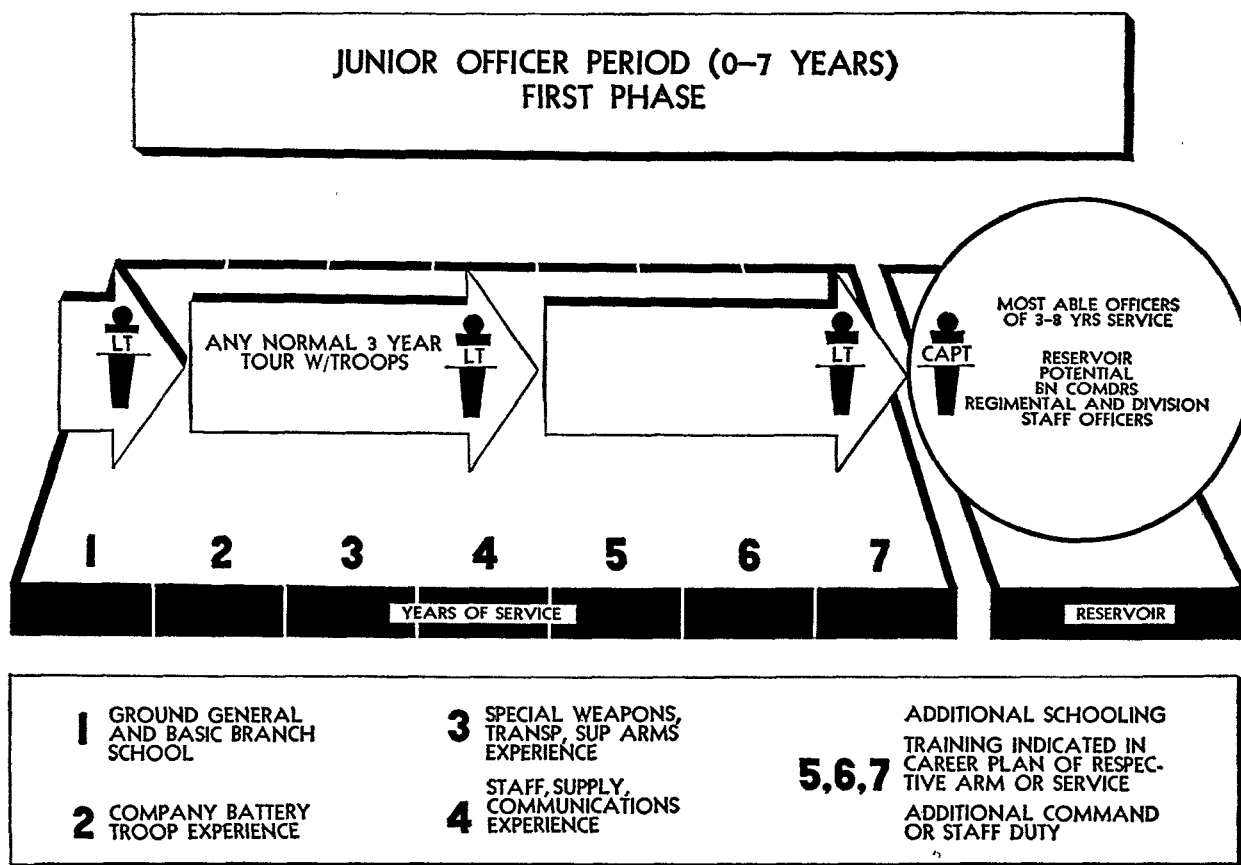 JUNIOR OFFICER PERIOD (0–7 YEARS)
FIRST PHASE
LT
ANY NORMAL 3 YEAR
TOUR W/TROOPS
LT
LT
CAPT
MOST ABLE OFFICERS
OF 3–8 YRS SERVICE
RESERVOIR
POTENTIAL
BN COMDRS
REGIMENTAL AND DIVISION
STAFF OFFICERS
1 2 3 4 5 6 7
YEARS OF SERVICE
RESERVOIR
1 GROUND GENERAL
AND BASIC BRANCH
SCHOOL
2 COMPANY BATTERY
TROOP EXPERIENCE
3 SPECIAL WEAPONS,
TRANSP, SUP ARMS
EXPERIENCE
4 STAFF, SUPPLY,
COMMUNICATIONS
EXPERIENCE
5,6,7 ADDITIONAL SCHOOLING
TRAINING INDICATED IN
CAREER PLAN OF RESPEC-
TIVE ARM OR SERVICE
ADDITIONAL COMMAND
OR STAFF DUTY